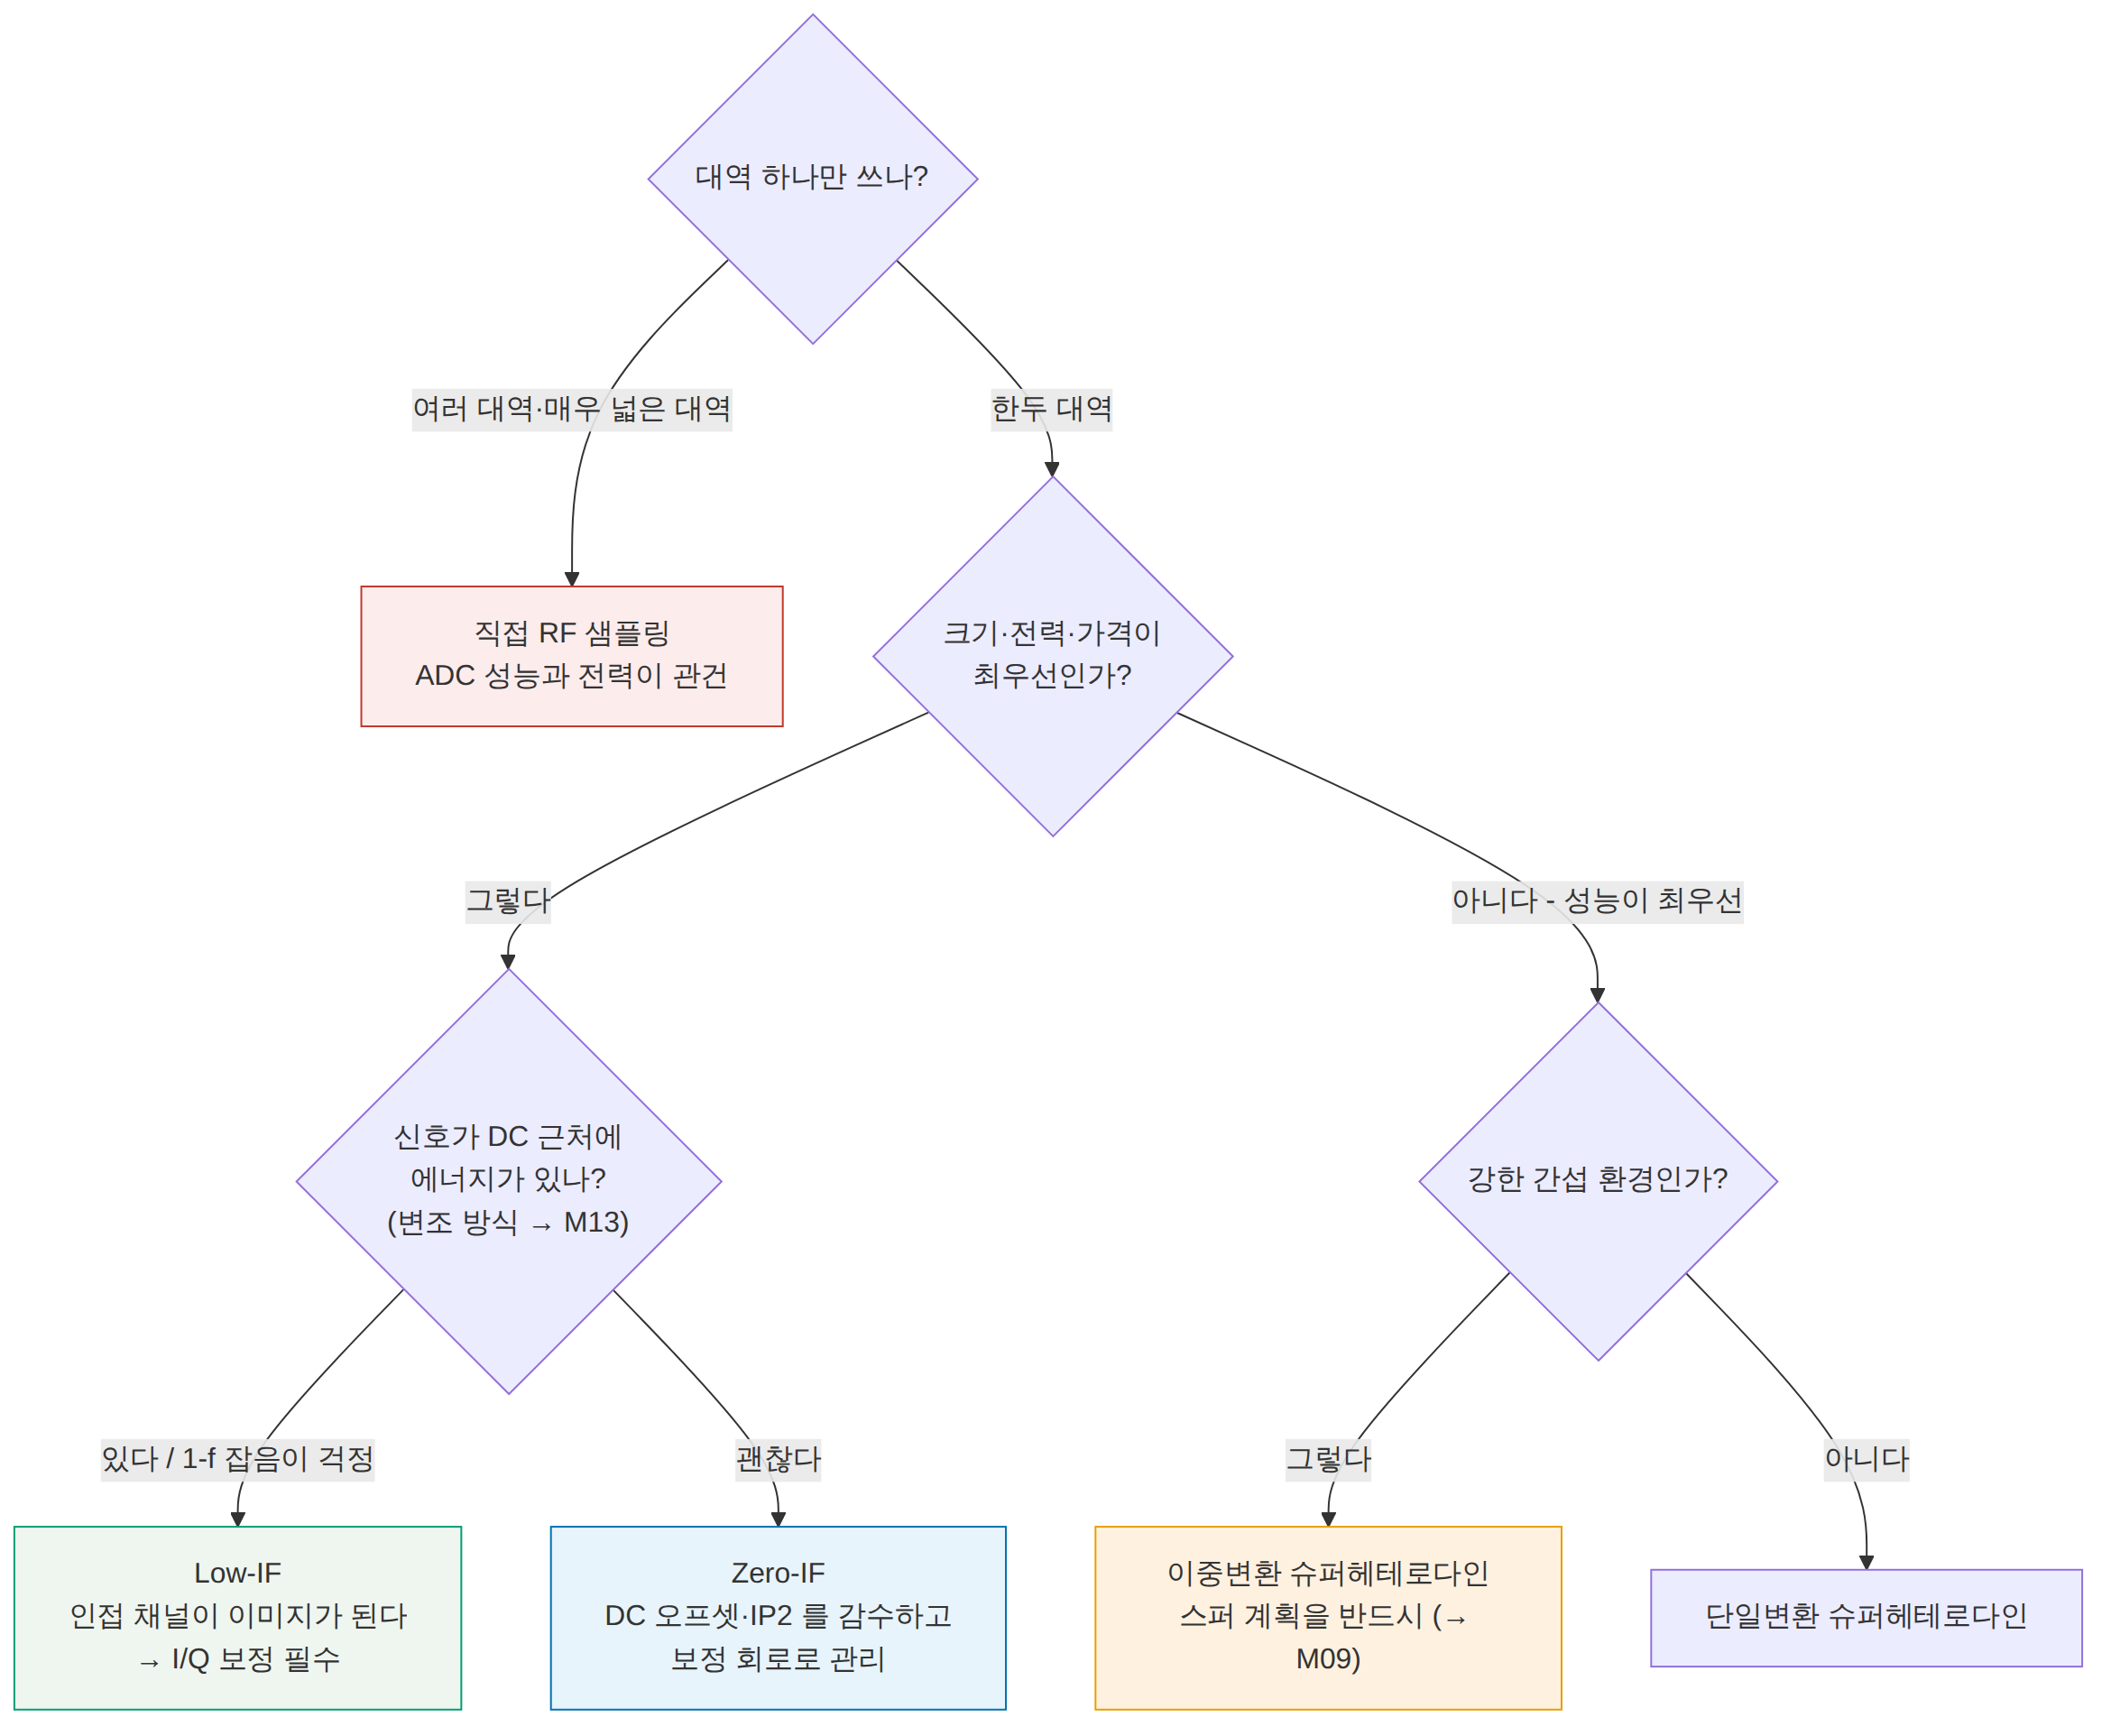 대역 하나만 쓰나?
여러 대역·매우 넓은 대역
한두 대역
직접 RF 샘플링
ADC 성능과 전력이 관건
크기·전력·가격이
최우선인가?
그렇다
아니다 - 성능이 최우선
신호가 DC 근처에
에너지가 있나?
(변조 방식 → M13)
강한 간섭 환경인가?
있다 / 1-f 잡음이 걱정
괜찮다
그렇다
아니다
Low-IF
인접 채널이 이미지가 된다
→ I/Q 보정 필수
Zero-IF
DC 오프셋·IP2 를 감수하고
보정 회로로 관리
이중변환 슈퍼헤테로다인
스퍼 계획을 반드시 (→
M09)
단일변환 슈퍼헤테로다인